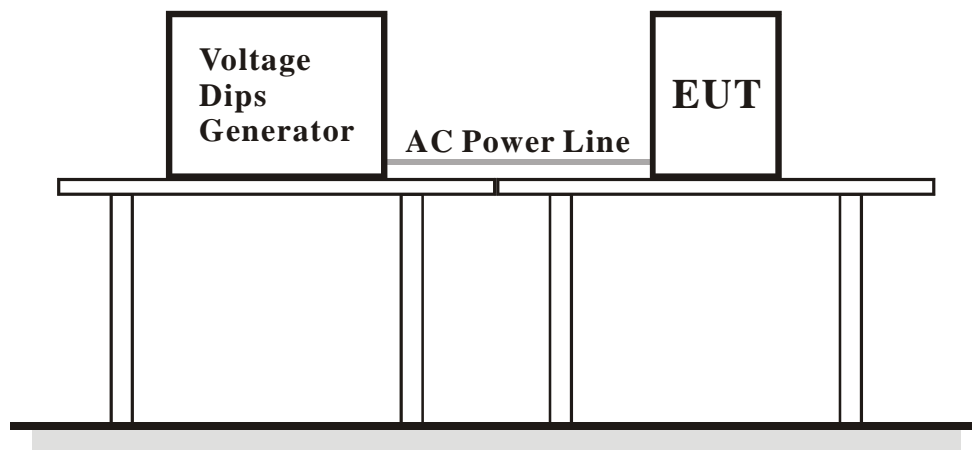 Voltage
Dips
Generator
EUT
AC Power Line